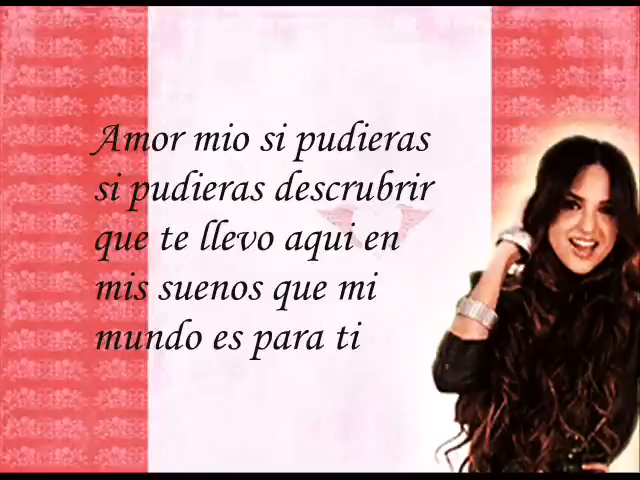 Amor mio si pudieras
si pudieras descrubrir
que te llevo aqui en
mis suenos que mi
mundo es para ti